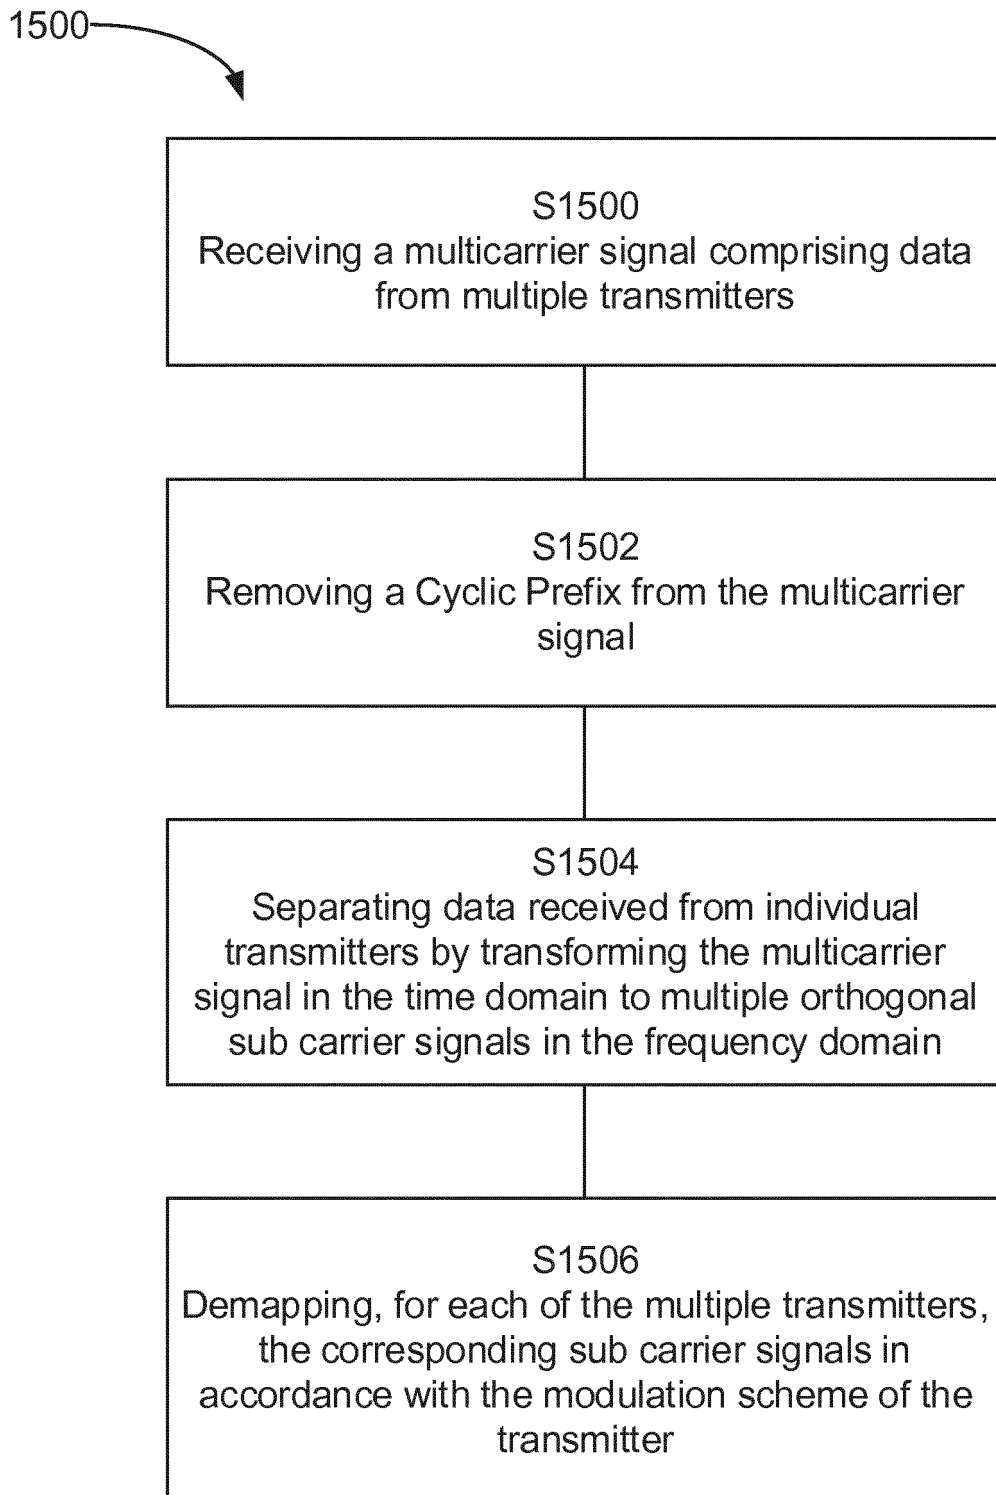 1500
S1500
Receiving a multicarrier signal comprising data
from multiple transmitters
S1502
Removing a Cyclic Prefix from the multicarrier
signal
S1504
Separating data received from individual
transmitters by transforming the multicarrier
signal in the time domain to multiple orthogonal
sub carrier signals in the frequency domain
S1506
Demapping, for each of the multiple transmitters,
the corresponding sub carrier signals in
accordance with the modulation scheme of the
transmitter